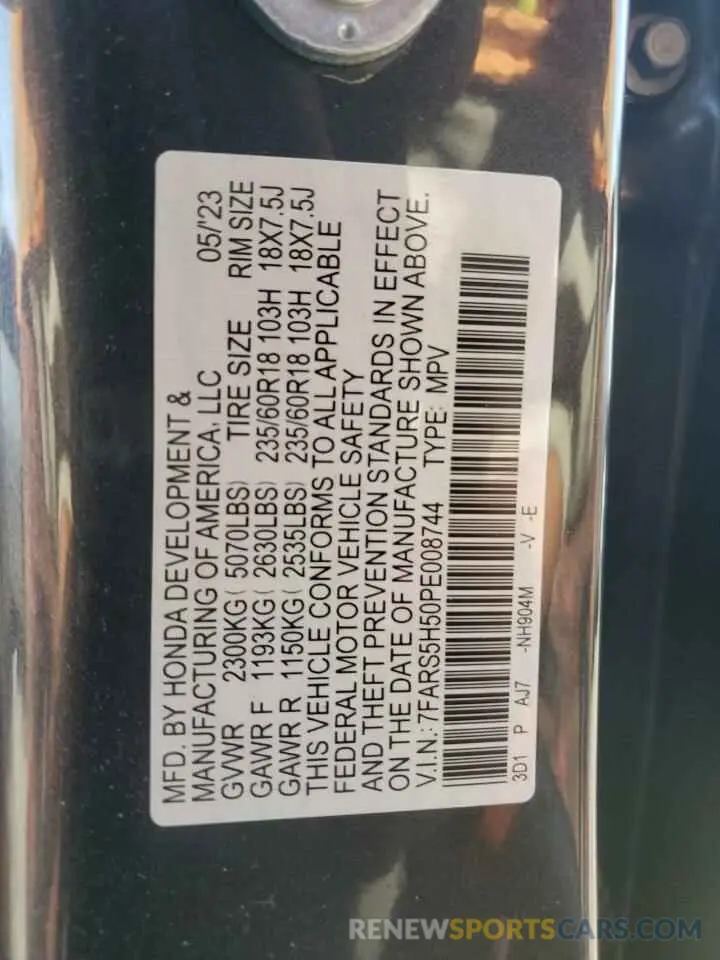 MFD. BY HONDA DEVELOPMENT &
MANUFACTURING OF AMERICA, LLC 05/'23
GVWR 2300KG( 5070LBS) TIRE SIZE RIM SIZE
GAWR F 1193KG( 2630LBS) 235/60R18 103H 18X7.5J
GAWR R 1150KG( 2535LBS) 235/60R18 103H 18X7.5J
THIS VEHICLE CONFORMS TO ALL APPLICABLE
FEDERAL MOTOR VEHICLE SAFETY
AND THEFT PREVENTION STANDARDS IN EFFECT
ON THE DATE OF MANUFACTURE SHOWN ABOVE.
V.I.N.: 7FARS5H50PE008744 TYPE: MPV
3D1 P AJ7 -NH904M -V -E
RENEWSPORTSCARS.COM